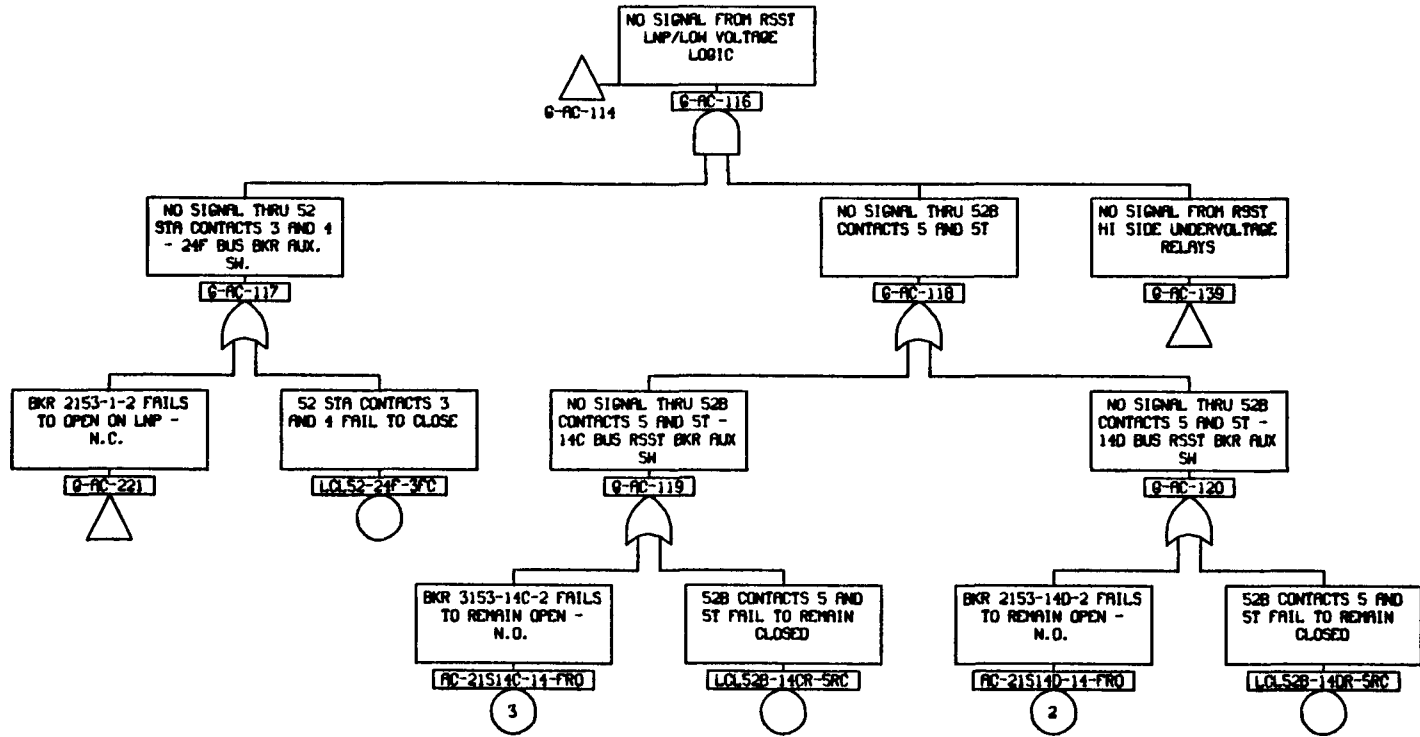 NO SIGNAL FROM RSST
LNP/LOW VOLTAGE
LOGIC
G-AC-114
G-AC-116
NO SIGNAL THRU 52
STA CONTACTS 3 AND 4
- 24F BUS BKR AUX.
SW.
G-AC-117
NO SIGNAL THRU 52B
CONTACTS 5 AND 5T
G-AC-118
NO SIGNAL FROM RSST
HI SIDE UNDERVOLTAGE
RELAYS
G-AC-139
BKR 2153-1-2 FAILS
TO OPEN ON LNP -
N.C.
G-AC-221
52 STA CONTACTS 3
AND 4 FAIL TO CLOSE
LCL52-24F-3FC
NO SIGNAL THRU 52B
CONTACTS 5 AND 5T -
14C BUS RSST BKR AUX
SW
G-AC-119
NO SIGNAL THRU 52B
CONTACTS 5 AND 5T -
14D BUS RSST BKR AUX
SW
G-AC-120
BKR 3153-14C-2 FAILS
TO REMAIN OPEN -
N.O.
AC-21S14C-14-FRO
3
52B CONTACTS 5 AND
5T FAIL TO REMAIN
CLOSED
LCL52B-14CR-5RC
BKR 2153-14D-2 FAILS
TO REMAIN OPEN -
N.O.
AC-21S14D-14-FRO
2
52B CONTACTS 5 AND
5T FAIL TO REMAIN
CLOSED
LCL52B-14DR-5RC